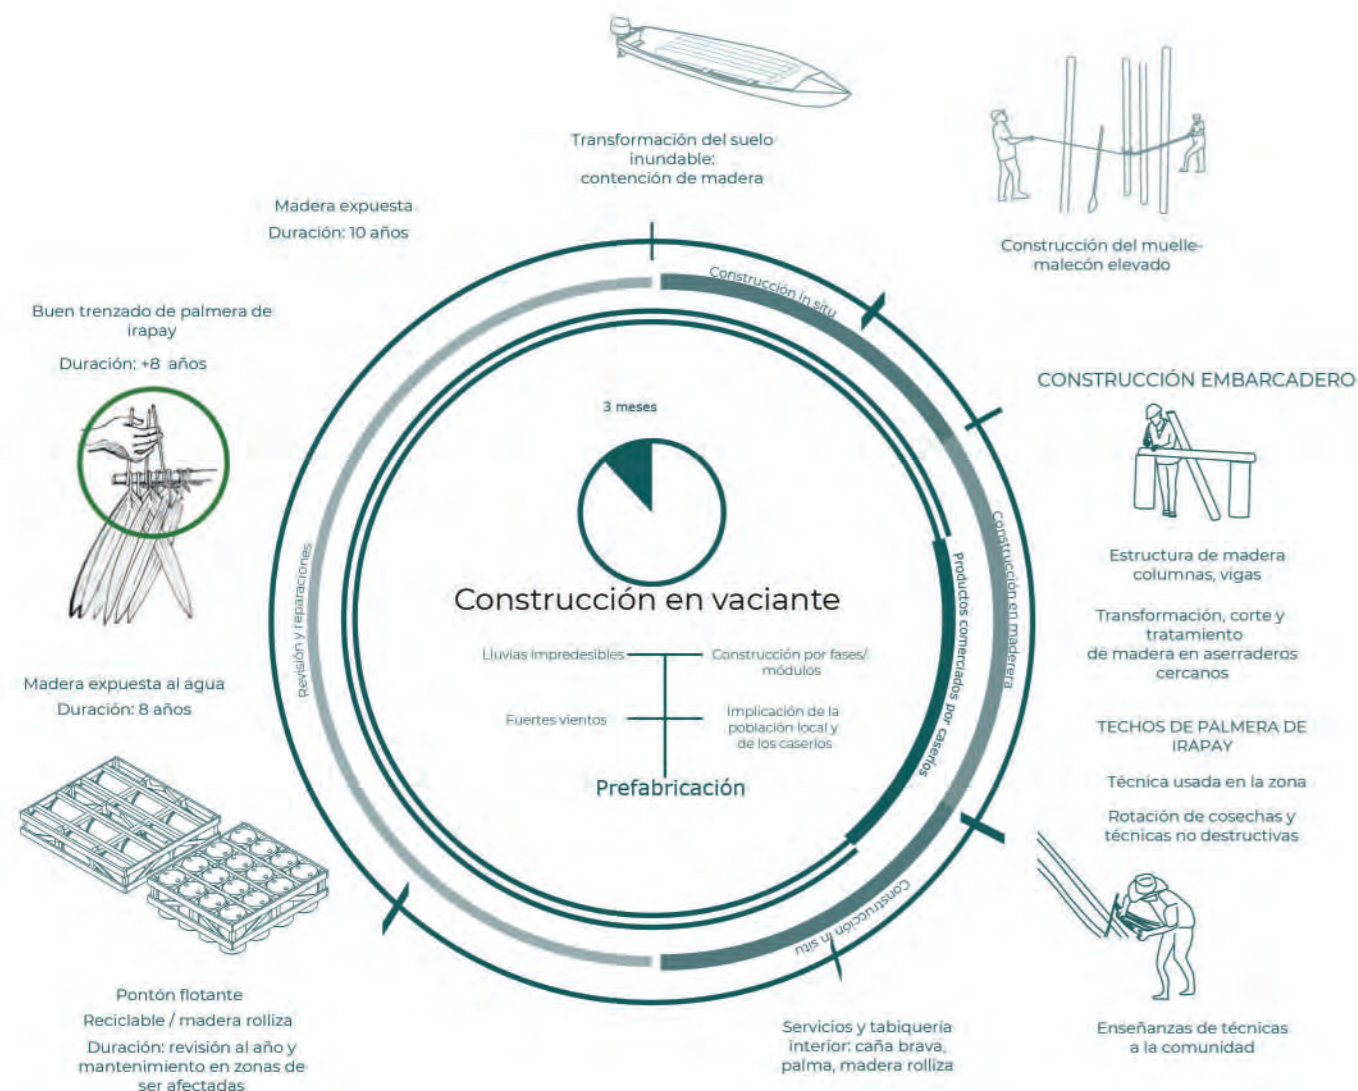 Transformación del suelo
inundable:
contención de madera
Construcción del muelle-
malecón elevado
Madera expuesta
Duración: 10 años
Buen trenzado de palmera de
irapay
Duración: +8 años
Madera expuesta al agua
Duración: 8 años
Pontón flotante
Reciclable / madera rolliza
Duración: revisión al año y
mantenimiento en zonas de
ser afectadas
Revisión y reparaciones
Construcción in situ
Construcción en maderera
Productos comerciados por caseríos
Construcción in situ
3 meses
Construcción en vaciante
Lluvias impredesibles
Construcción por fases/
módulos
Fuertes vientos
Implicación de la
población local y
de los caseríos
Prefabricación
CONSTRUCCIÓN EMBARCADERO
Estructura de madera
columnas, vigas
Transformación, corte y
tratamiento
de madera en aserraderos
cercanos
TECHOS DE PALMERA DE
IRAPAY
Técnica usada en la zona
Rotación de cosechas y
técnicas no destructivas
Enseñanzas de técnicas
a la comunidad
Servicios y tabiquería
interior: caña brava,
palma, madera rolliza